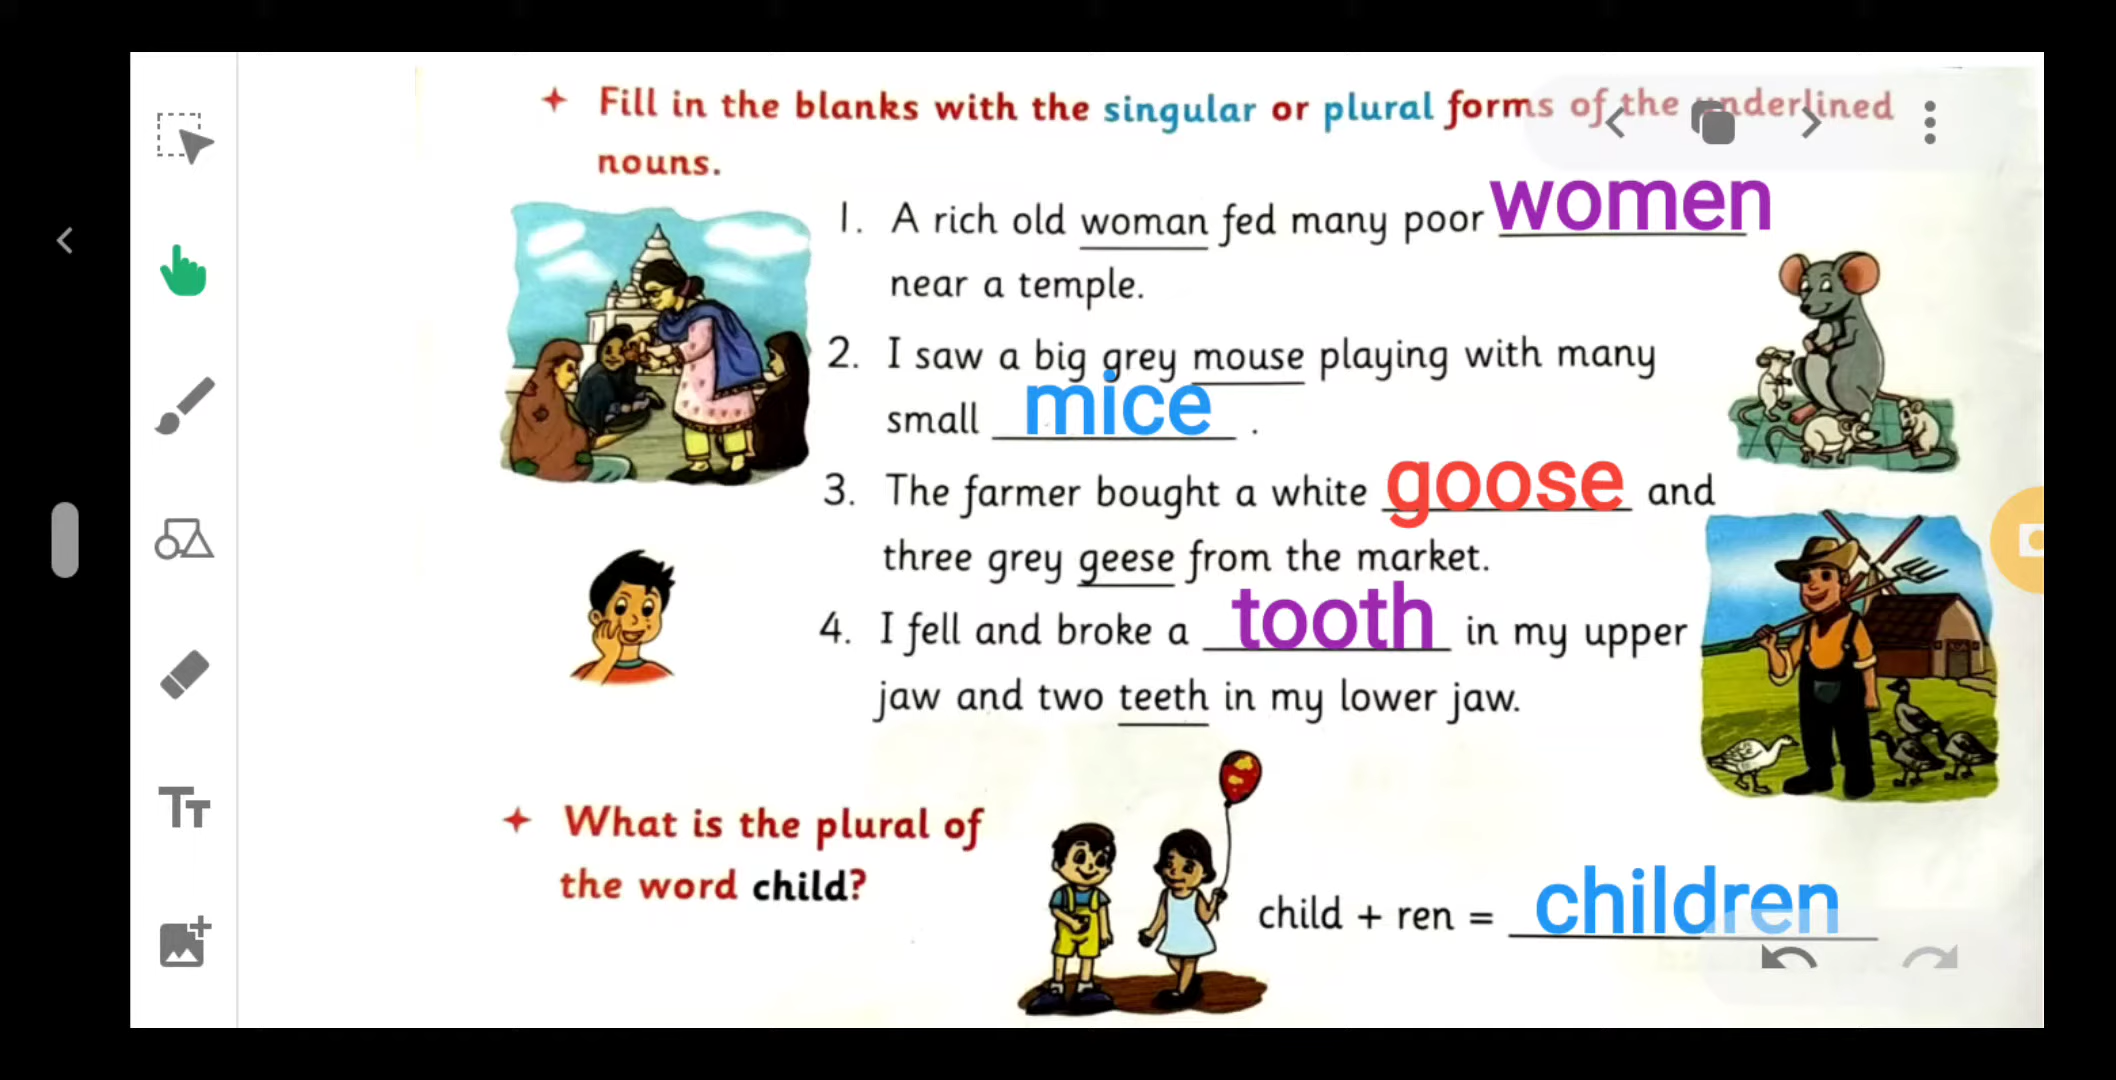 Fill in the blanks with the singular or plural forms of the underlined
nouns.
1. A rich old woman fed many poor women
near a temple.
2. I saw a big grey mouse playing with many
small mice .
3. The farmer bought a white goose and
three grey geese from the market.
4. I fell and broke a tooth in my upper
jaw and two teeth in my lower jaw.
What is the plural of
the word child?
child + ren = children
TT